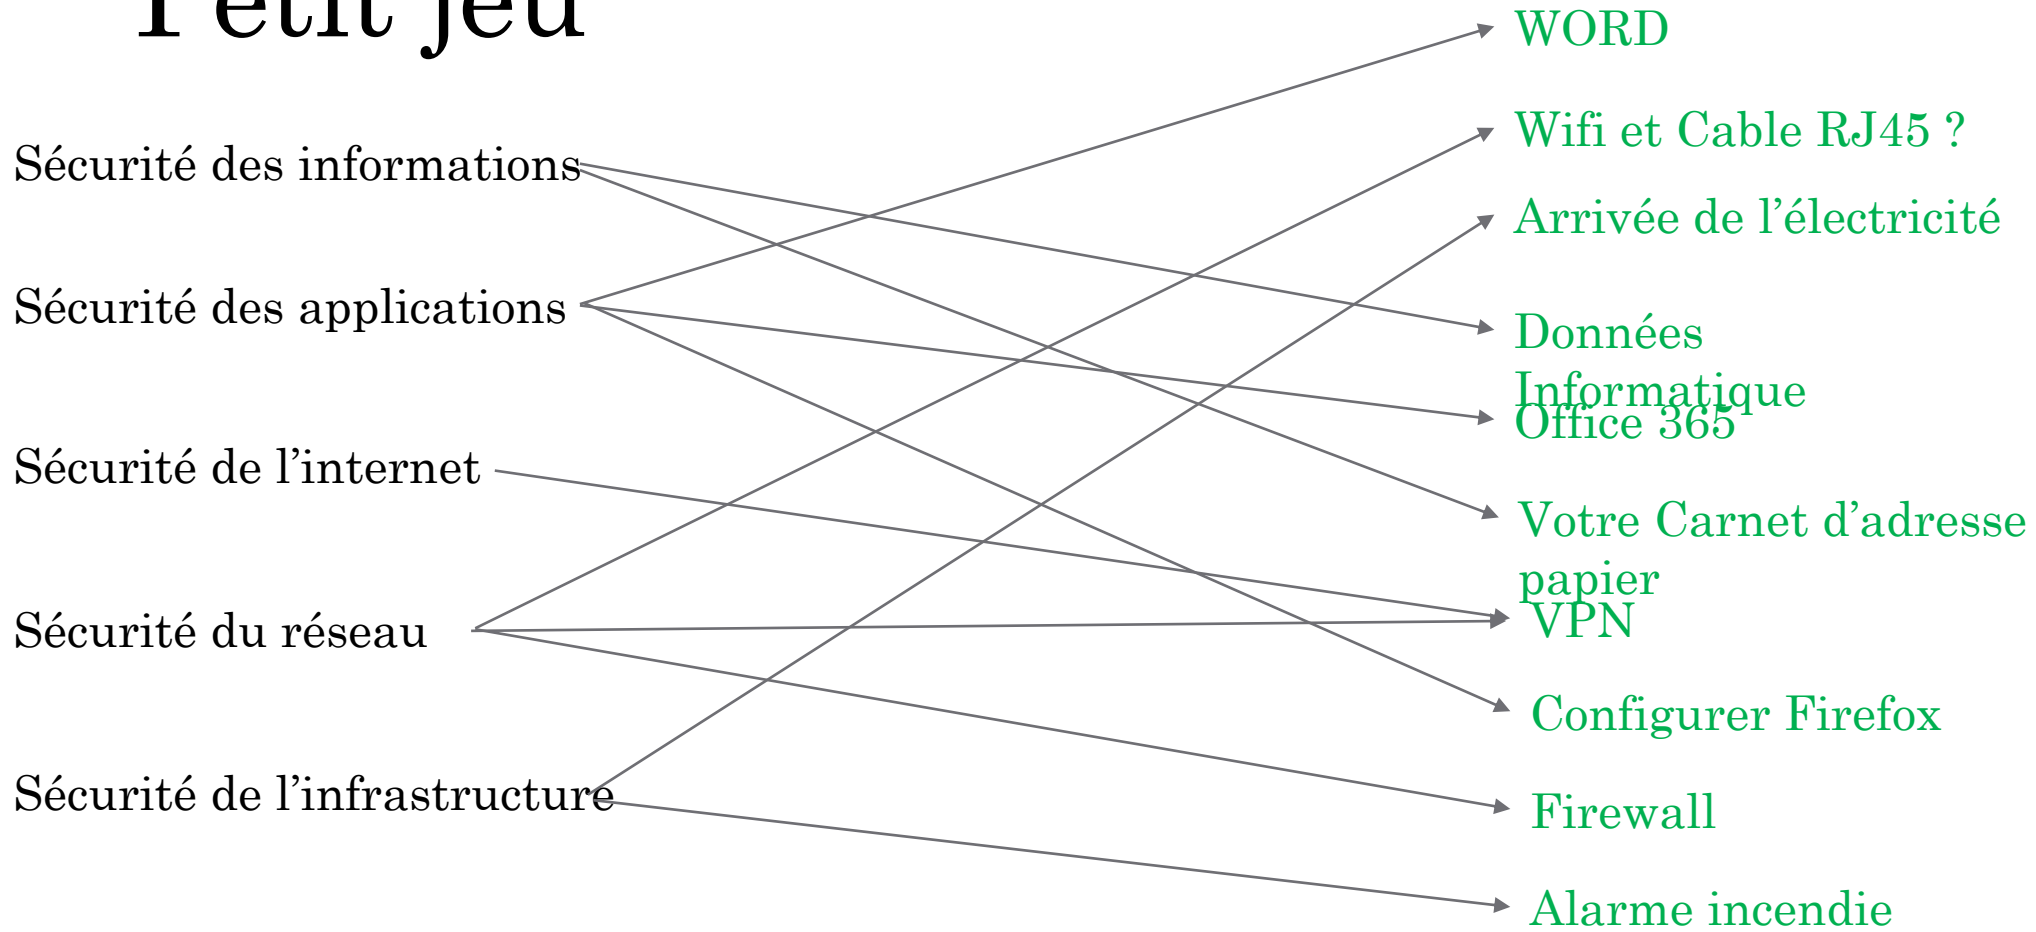 Petit jeu
Sécurité des informations
Sécurité des applications
Sécurité de l’internet
Sécurité du réseau
Sécurité de l’infrastructure
WORD
Wifi et Cable RJ45 ?
Arrivée de l’électricité
Données
Informatique
Office 365
Votre Carnet d’adresse
papier
VPN
Configurer Firefox
Firewall
Alarme incendie